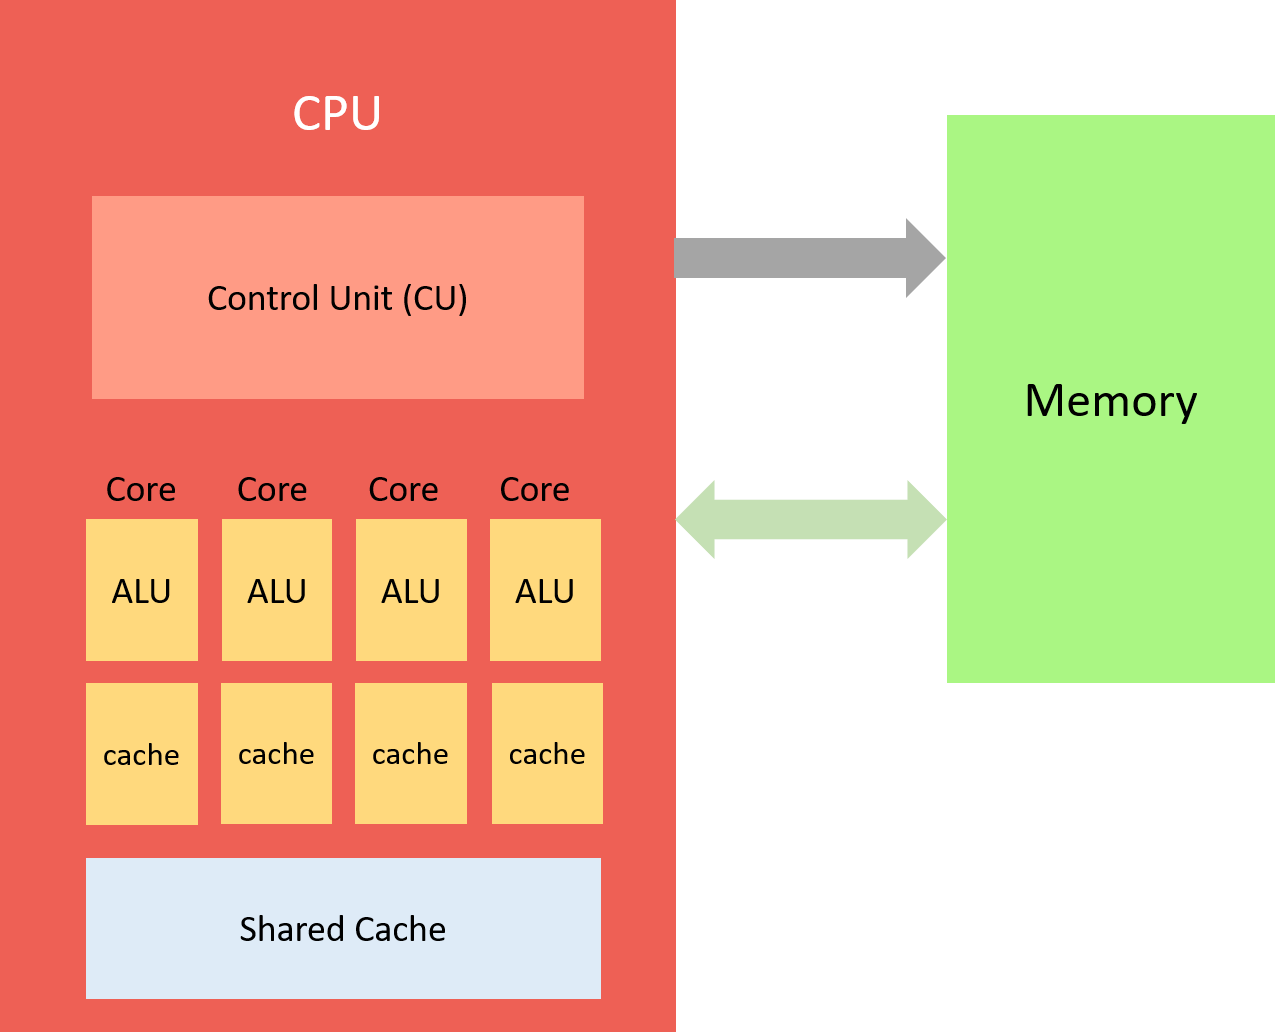 CPU
Control Unit (CU)
Memory
Core Core Core Core
ALU ALU ALU ALU
cache cache cache cache
Shared Cache